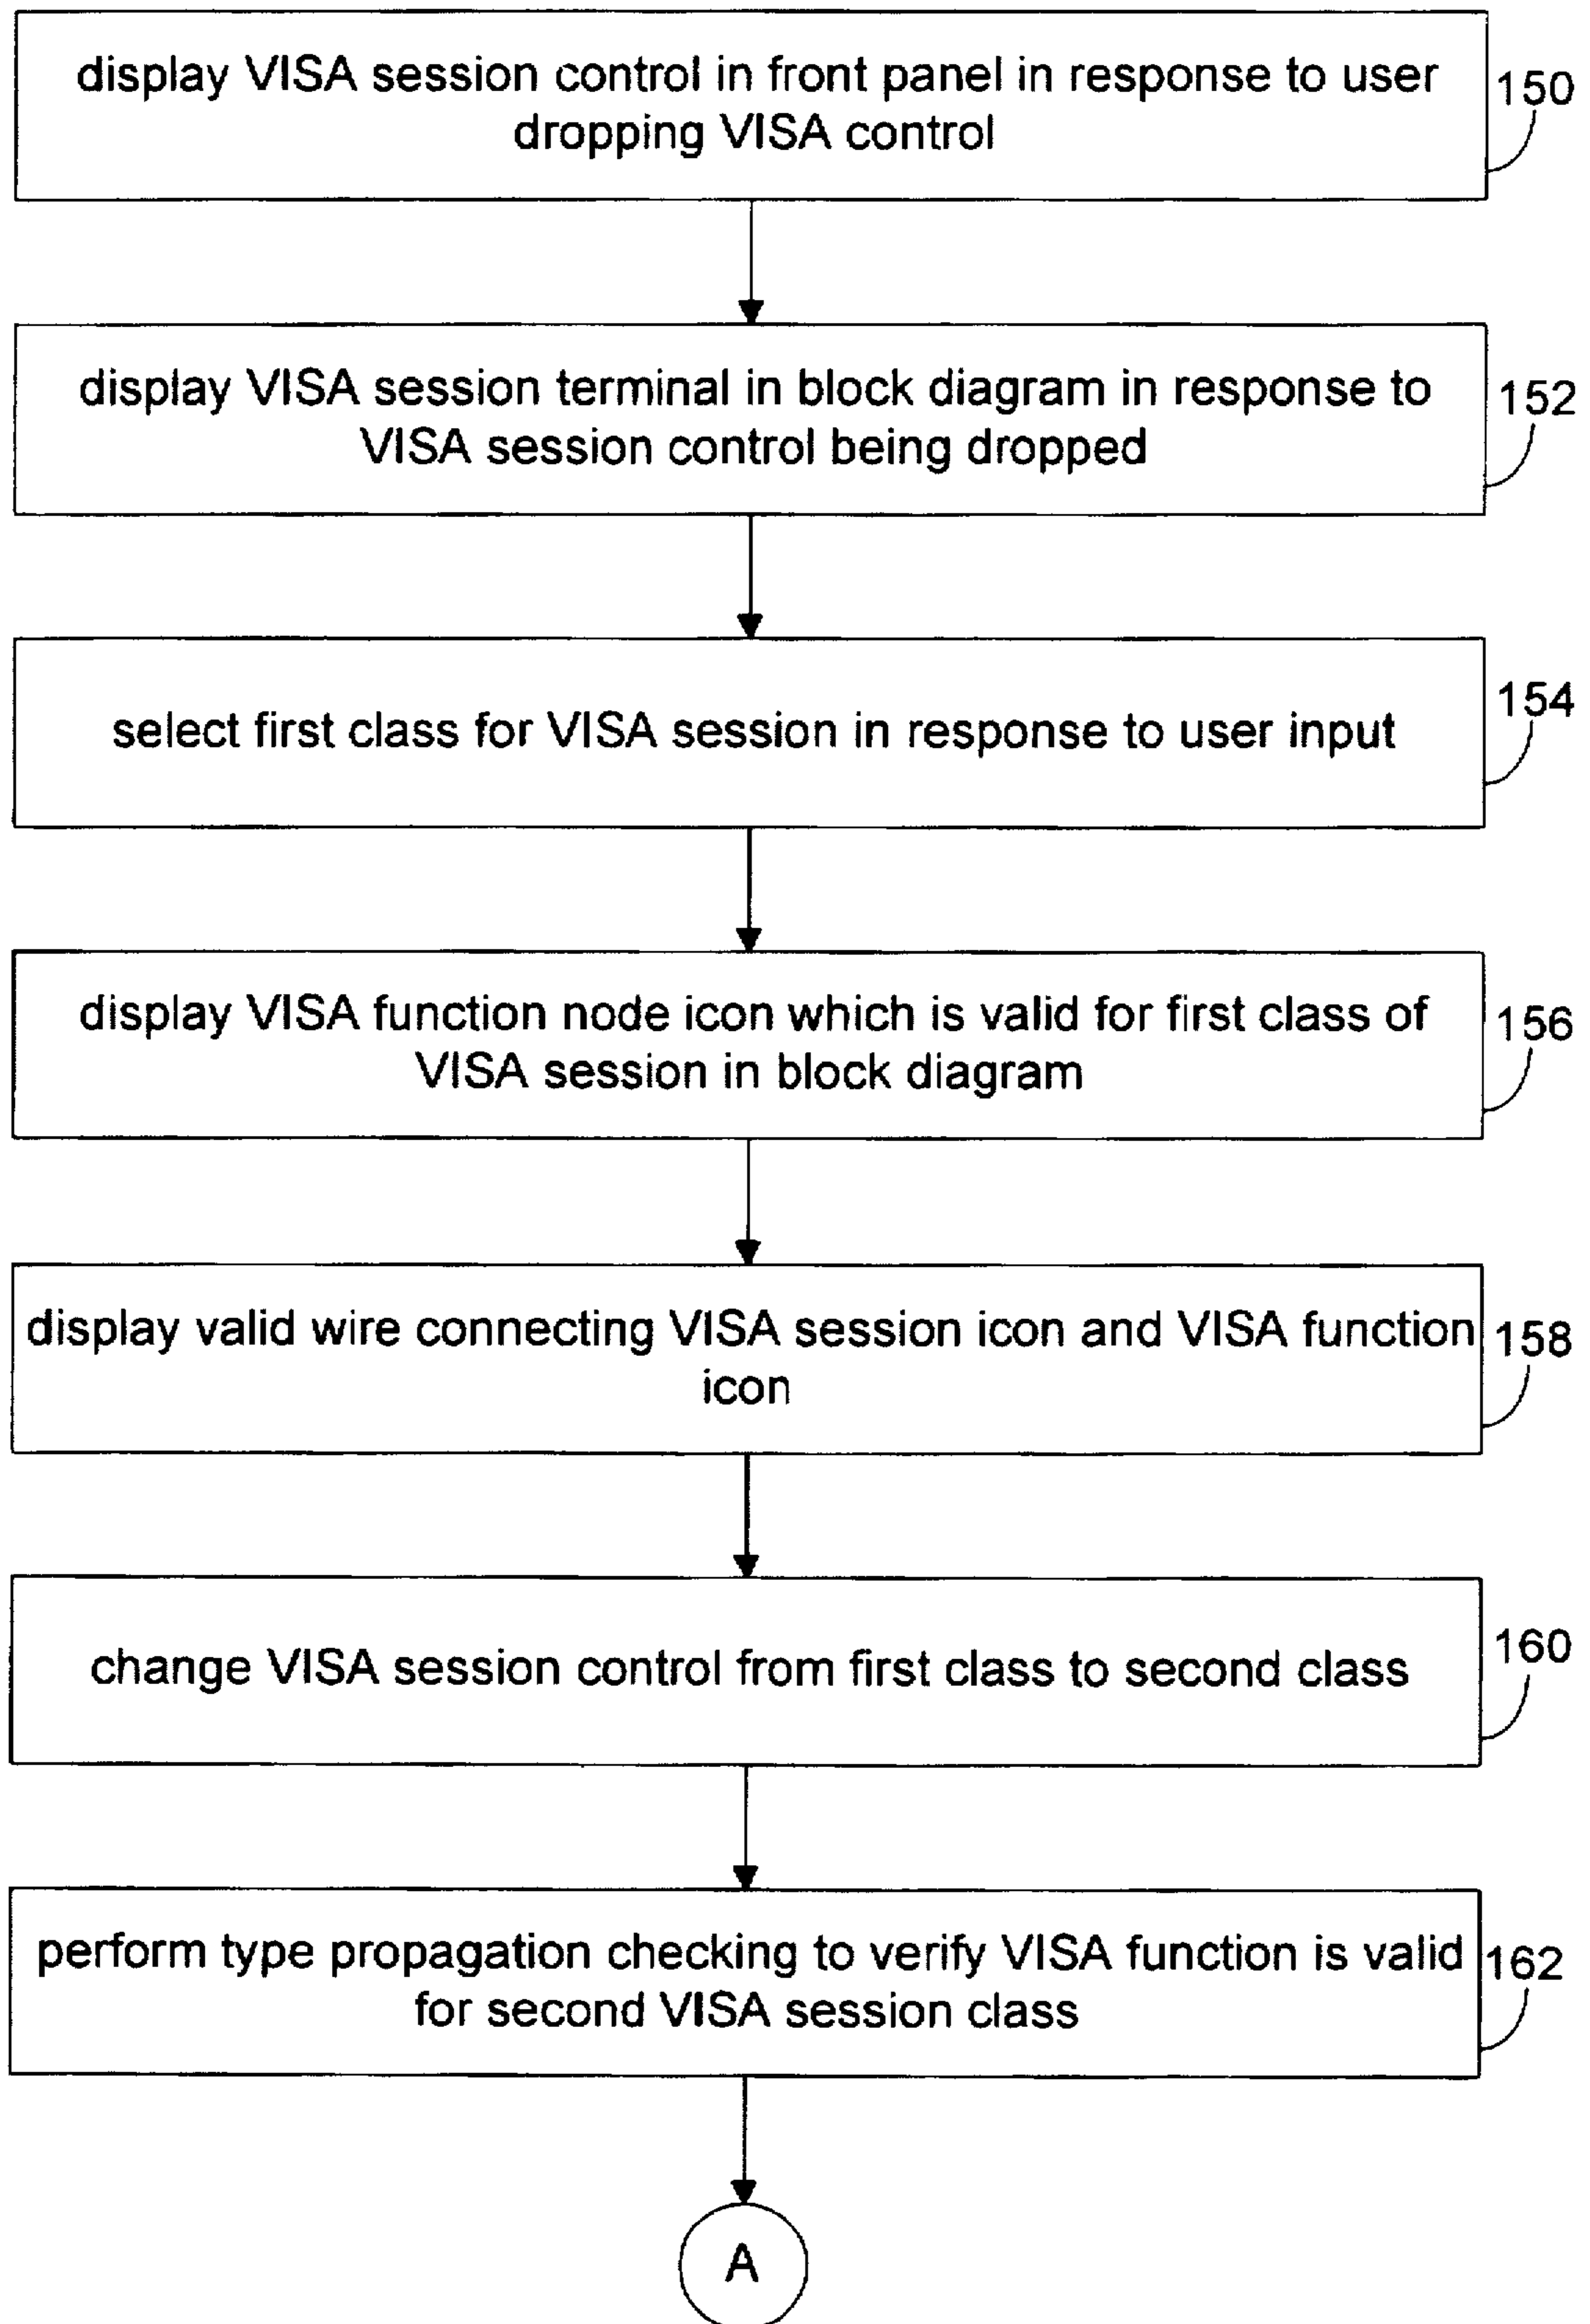 display VISA session control in front panel in response to user
dropping VISA control
150
display VISA session terminal in block diagram in response to
VISA session control being dropped
152
select first class for VISA session in response to user input
154
display VISA function node icon which is valid for first class of
VISA session in block diagram
156
display valid wire connecting VISA session icon and VISA function
icon
158
change VISA session control from first class to second class
160
perform type propagation checking to verify VISA function is valid
for second VISA session class
162
A